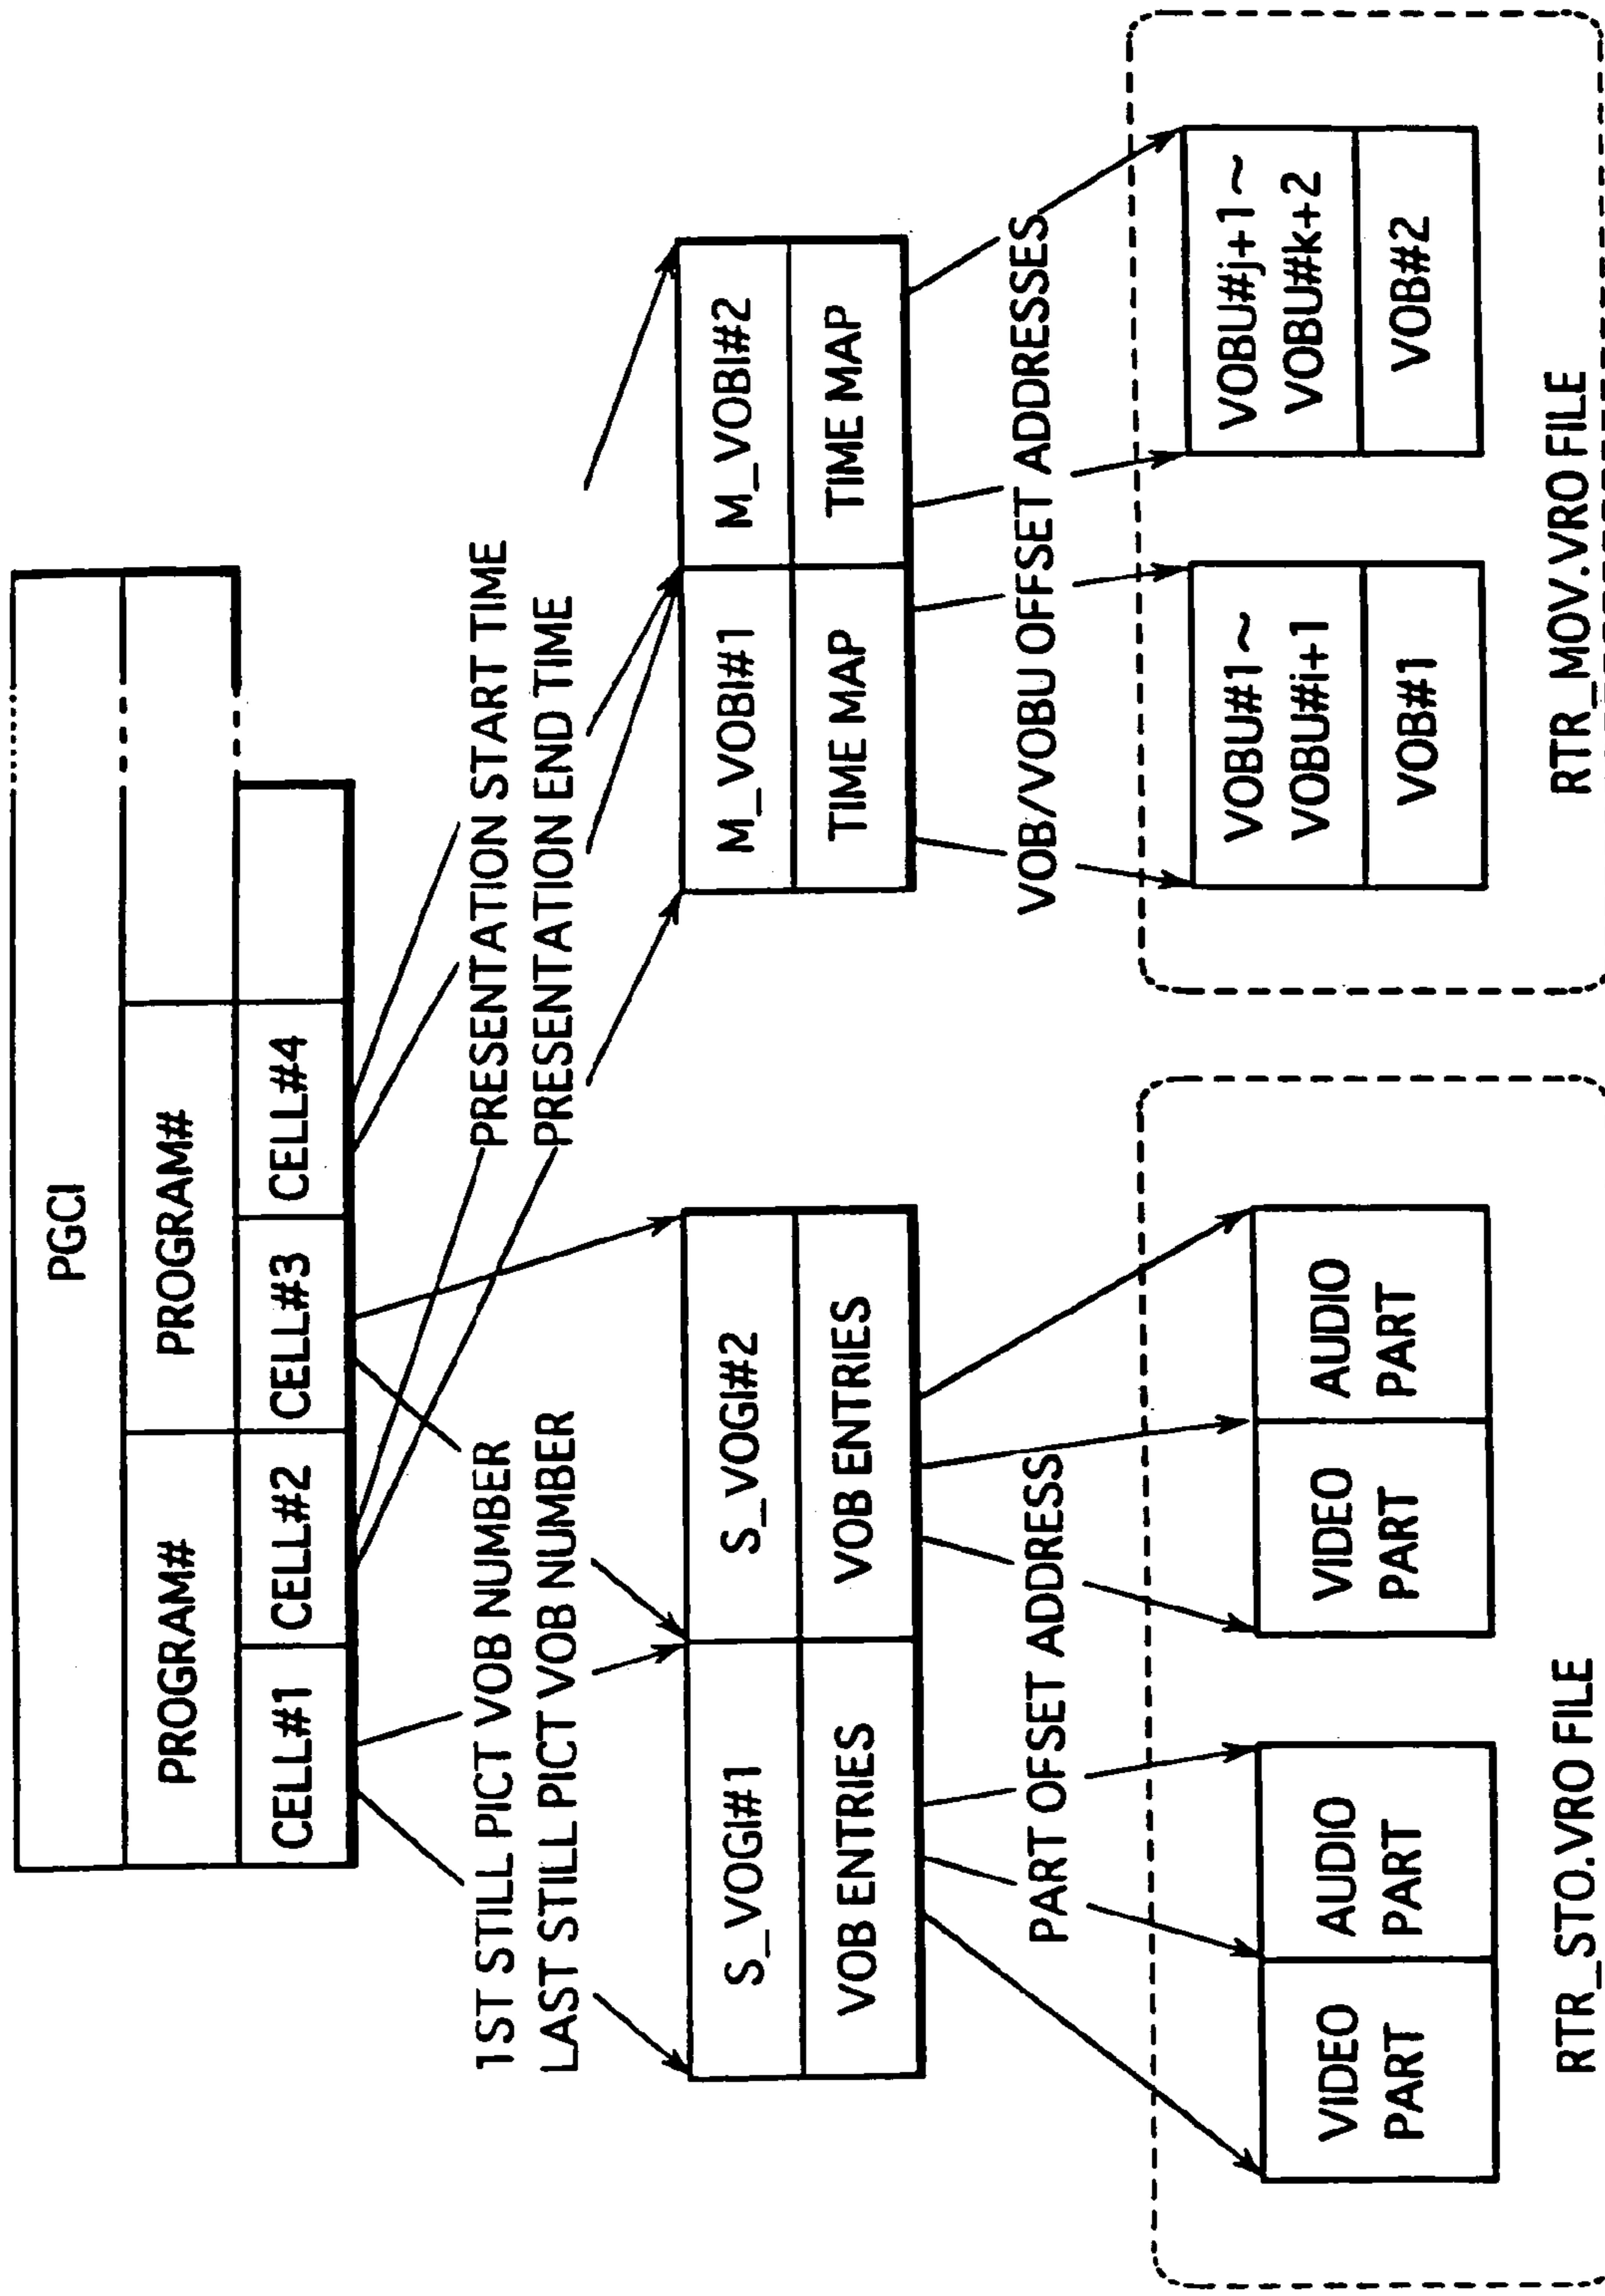 PGCI
PROGRAM#
PROGRAM#
CELL#1
CELL#2
CELL#3
CELL#4
1ST STILL PICT VOB NUMBER
LAST STILL PICT VOB NUMBER
PRESENTATION START TIME
PRESENTATION END TIME
S_VOGI#1
S_VOGI#2
VOB ENTRIES
VOB ENTRIES
M_VOBI#1
M_VOBI#2
TIME MAP
TIME MAP
PART OFFSET ADDRESS
VOB/VOBU OFFSET ADDRESSES
VIDEO
PART
AUDIO
PART
VIDEO
PART
AUDIO
PART
VOBU#1~
VOBU#i+1
VOB#1
VOBU#j+1~
VOBU#k+2
VOB#2
RTR_STO.VRO FILE
RTR_MOV.VRO FILE